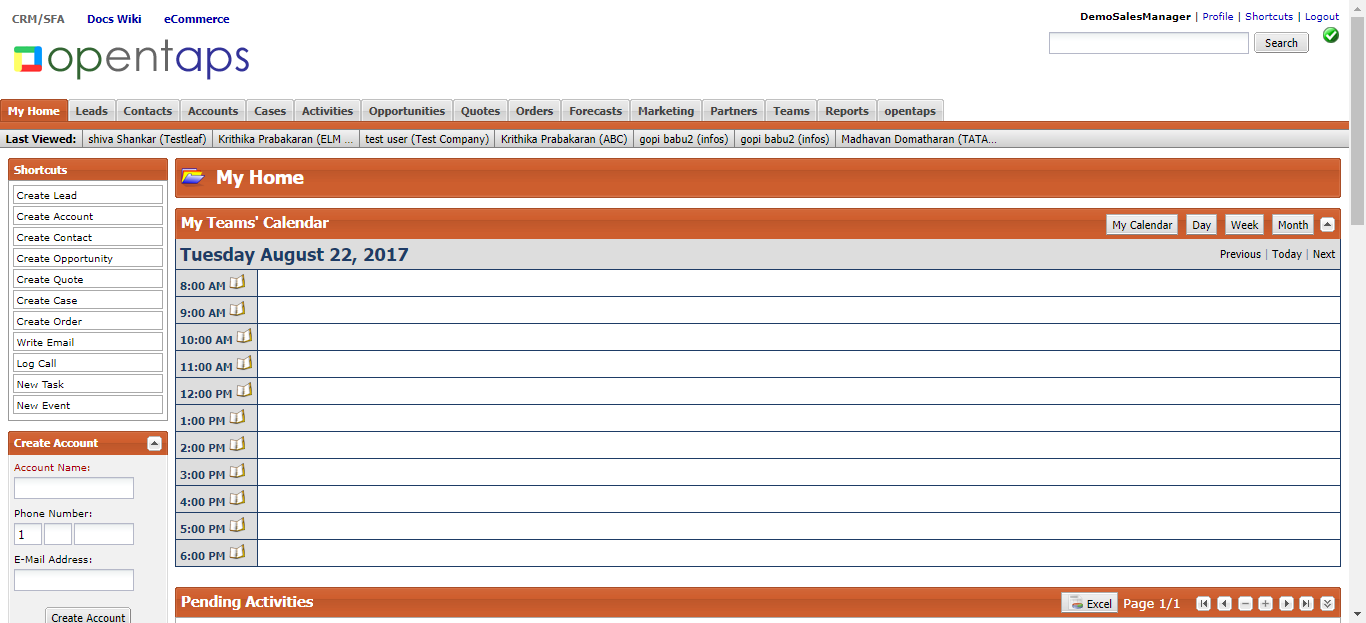 CRM/SFA Docs Wiki eCommerce
DemoSalesManager | Profile | Shortcuts | Logout
opentaps
Search
My Home Leads Contacts Accounts Cases Activities Opportunities Quotes Orders Forecasts Marketing Partners Teams Reports opentaps
Last Viewed: shiva Shankar (Testleaf) Krithika Prabakaran (ELM ... test user (Test Company) Krithika Prabakaran (ABC) gopi babu2 (infos) gopi babu2 (infos) Madhavan Domatharan (TATA...
Shortcuts
Create Lead
Create Account
Create Contact
Create Opportunity
Create Quote
Create Case
Create Order
Write Email
Log Call
New Task
New Event
Create Account
Account Name:
Phone Number:
1
E-Mail Address:
Create Account
My Home
My Teams' Calendar My Calendar Day Week Month
Tuesday August 22, 2017 Previous | Today | Next
8:00 AM
9:00 AM
10:00 AM
11:00 AM
12:00 PM
1:00 PM
2:00 PM
3:00 PM
4:00 PM
5:00 PM
6:00 PM
Pending Activities Excel Page 1/1